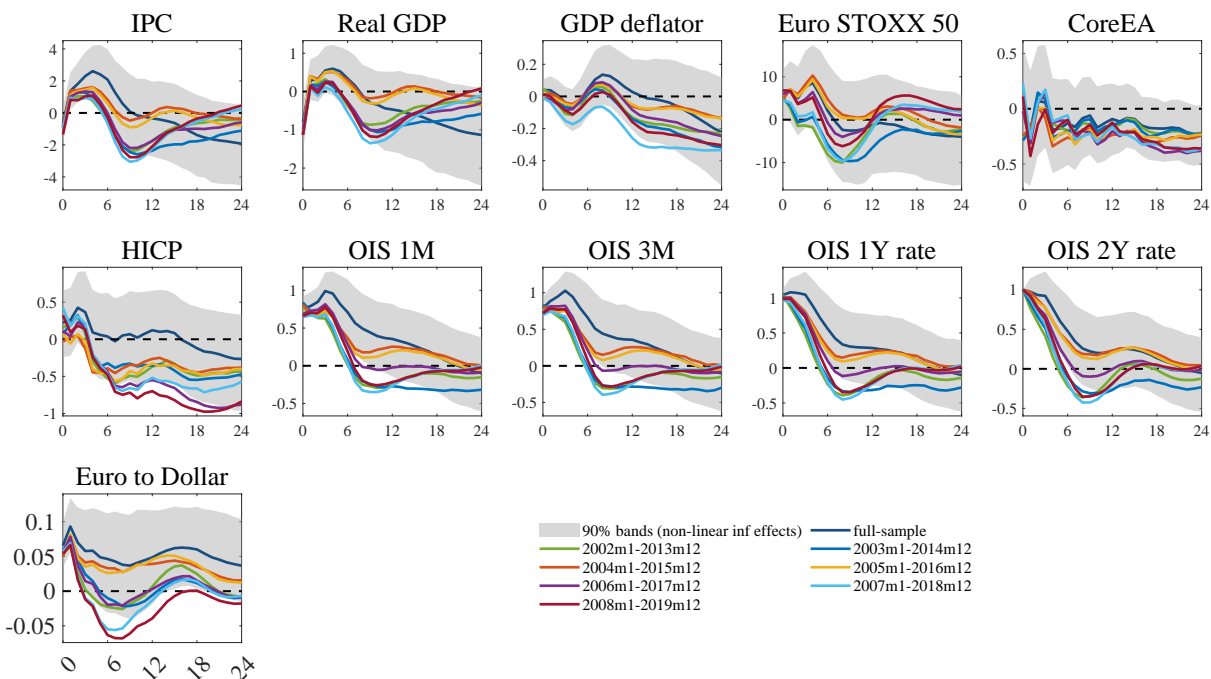 IPC
Real GDP
GDP deflator
Euro STOXX 50
CoreEA
4
2
0
-2
-4
0 6 12 18 24
1
0
-1
-2
0 6 12 18 24
0.2
0
-0.2
-0.4
0 6 12 18 24
10
0
-10
0 6 12 18 24
0.5
0
-0.5
0 6 12 18 24
HICP
OIS 1M
OIS 3M
OIS 1Y rate
OIS 2Y rate
0.5
0
-0.5
-1
0 6 12 18 24
1
0.5
0
-0.5
0 6 12 18 24
1
0.5
0
-0.5
0 6 12 18 24
1
0.5
0
-0.5
0 6 12 18 24
1
0.5
0
-0.5
0 6 12 18 24
Euro to Dollar
0.1
0.05
0
-0.05
0 6 12 18 24
90% bands (non-linear inf effects)
full-sample
2002m1-2013m12
2003m1-2014m12
2004m1-2015m12
2005m1-2016m12
2006m1-2017m12
2007m1-2018m12
2008m1-2019m12